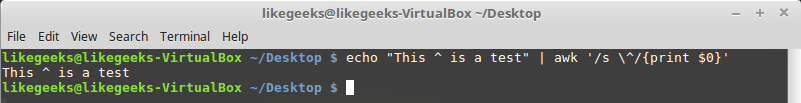 likegeeks@likegeeks-VirtualBox ~/Desktop
File Edit View Search Terminal Help
likegeeks@likegeeks-VirtualBox ~/Desktop $ echo "This ^ is a test" | awk '/s \^/{print $0}'
This ^ is a test
likegeeks@likegeeks-VirtualBox ~/Desktop $